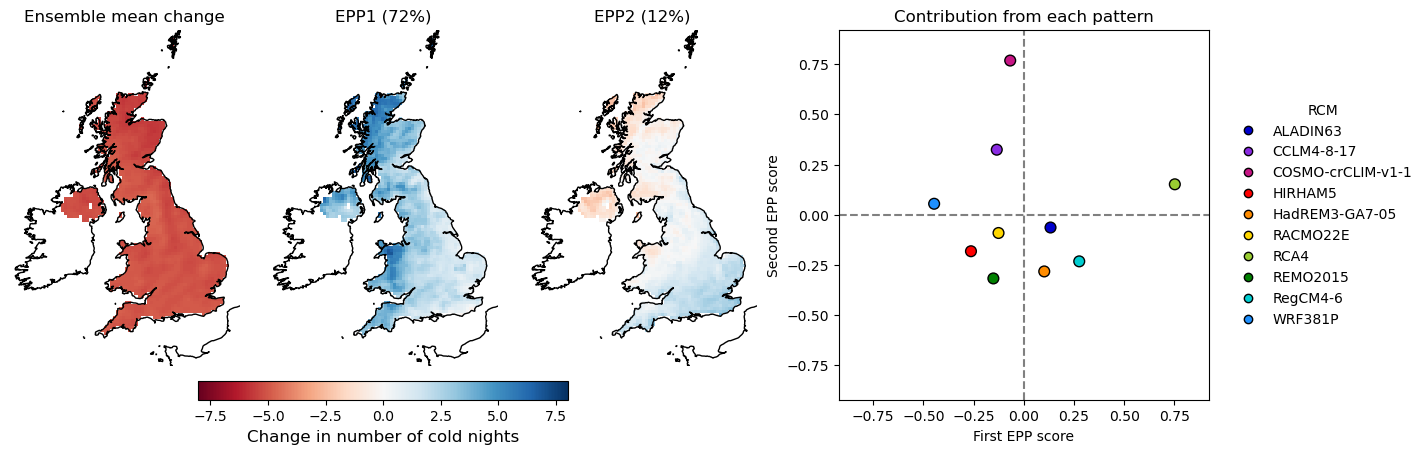 Ensemble mean change
EPP1 (72%)
EPP2 (12%)
Contribution from each pattern
0.75
0.50
0.25
0.00
−0.25
−0.50
−0.75
Second EPP score
−0.75
−0.50
−0.25
0.00
0.25
0.50
0.75
First EPP score
RCM
ALADIN63
CCLM4-8-17
COSMO-crCLIM-v1-1
HIRHAM5
HadREM3-GA7-05
RACMO22E
RCA4
REMO2015
RegCM4-6
WRF381P
−7.5
−5.0
−2.5
0.0
2.5
5.0
7.5
Change in number of cold nights